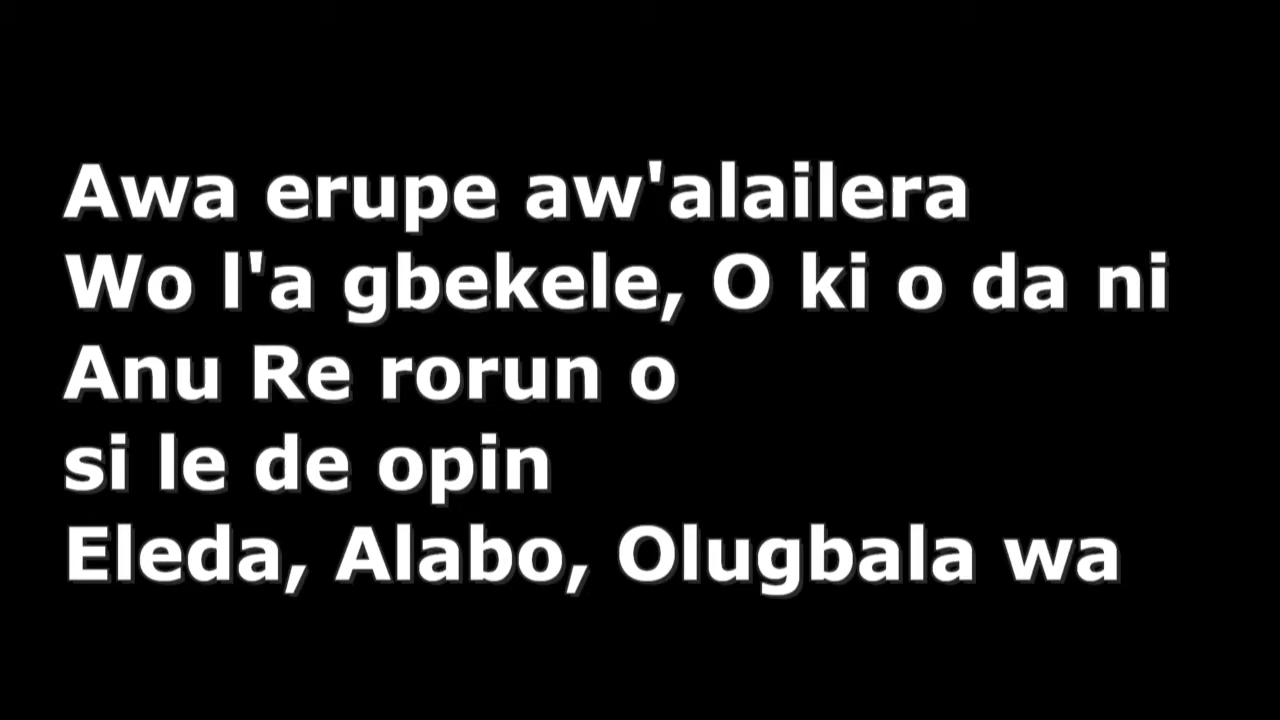 Awa erupe aw'alailera
Wo l'a gbekele, O ki o da ni
Anu Re rorun o
si le de opin
Eleda, Alabo, Olugbala wa